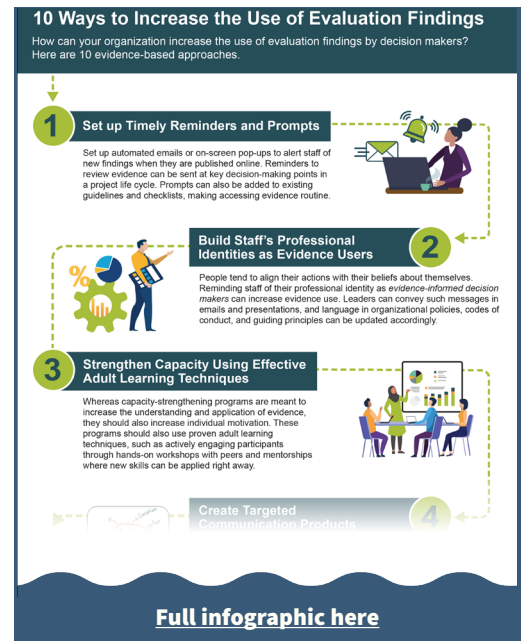 10 Ways to Increase the Use of Evaluation Findings
How can your organization increase the use of evaluation findings by decision makers?
Here are 10 evidence-based approaches.
1
Set up Timely Reminders and Prompts
Set up automated emails or on-screen pop-ups to alert staff of
new findings when they are published online. Reminders to
review evidence can be sent at key decision-making points in
a project life cycle. Prompts can also be added to existing
guidelines and checklists, making accessing evidence routine.
Build Staff's Professional
Identities as Evidence Users
2
%
People tend to align their actions with their beliefs about themselves.
Reminding staff of their professional identity as evidence-informed decision
makers can increase evidence use. Leaders can convey such messages in
emails and presentations, and language in organizational policies, codes of
conduct, and guiding principles can be updated accordingly.
3
Strengthen Capacity Using Effective
Adult Learning Techniques
Whereas capacity-strengthening programs are meant to
increase the understanding and application of evidence,
they should also increase individual motivation. These
programs should also use proven adult learning
techniques, such as actively engaging participants
through hands-on workshops with peers and mentorships
where new skills can be applied right away.
Create Targeted
Communication Products
4
Full infographic here